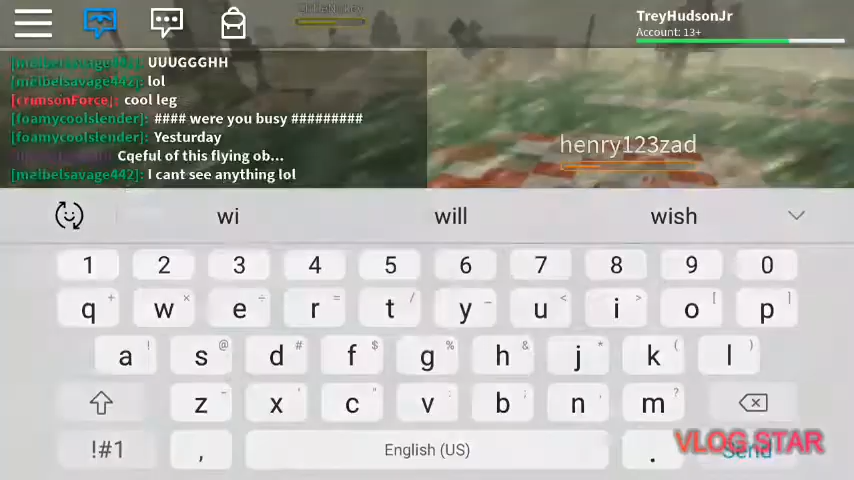 TreyHudsonJr
Account: 13+
[meibelsavage442]: UUUGGGHH
[meibelsavage442]: lol
[crimsonForce]: cool leg
[foamycoolslender]: #### were you busy #########
[foamycoolslender]: Yesturday
Cqeful of this flying ob...
[meibelsavage442]: I cant see anything lol
henry123zad
wi will wish
1 2 3 4 5 6 7 8 9 0
q + w × e ÷ r = t / y _ u < i > o [ p ]
a ! s @ d # f $ g % h & j * k ( l )
z - x ' c " v : b ; n , m ?
!#1 , English (US) . Send
VLOG STAR